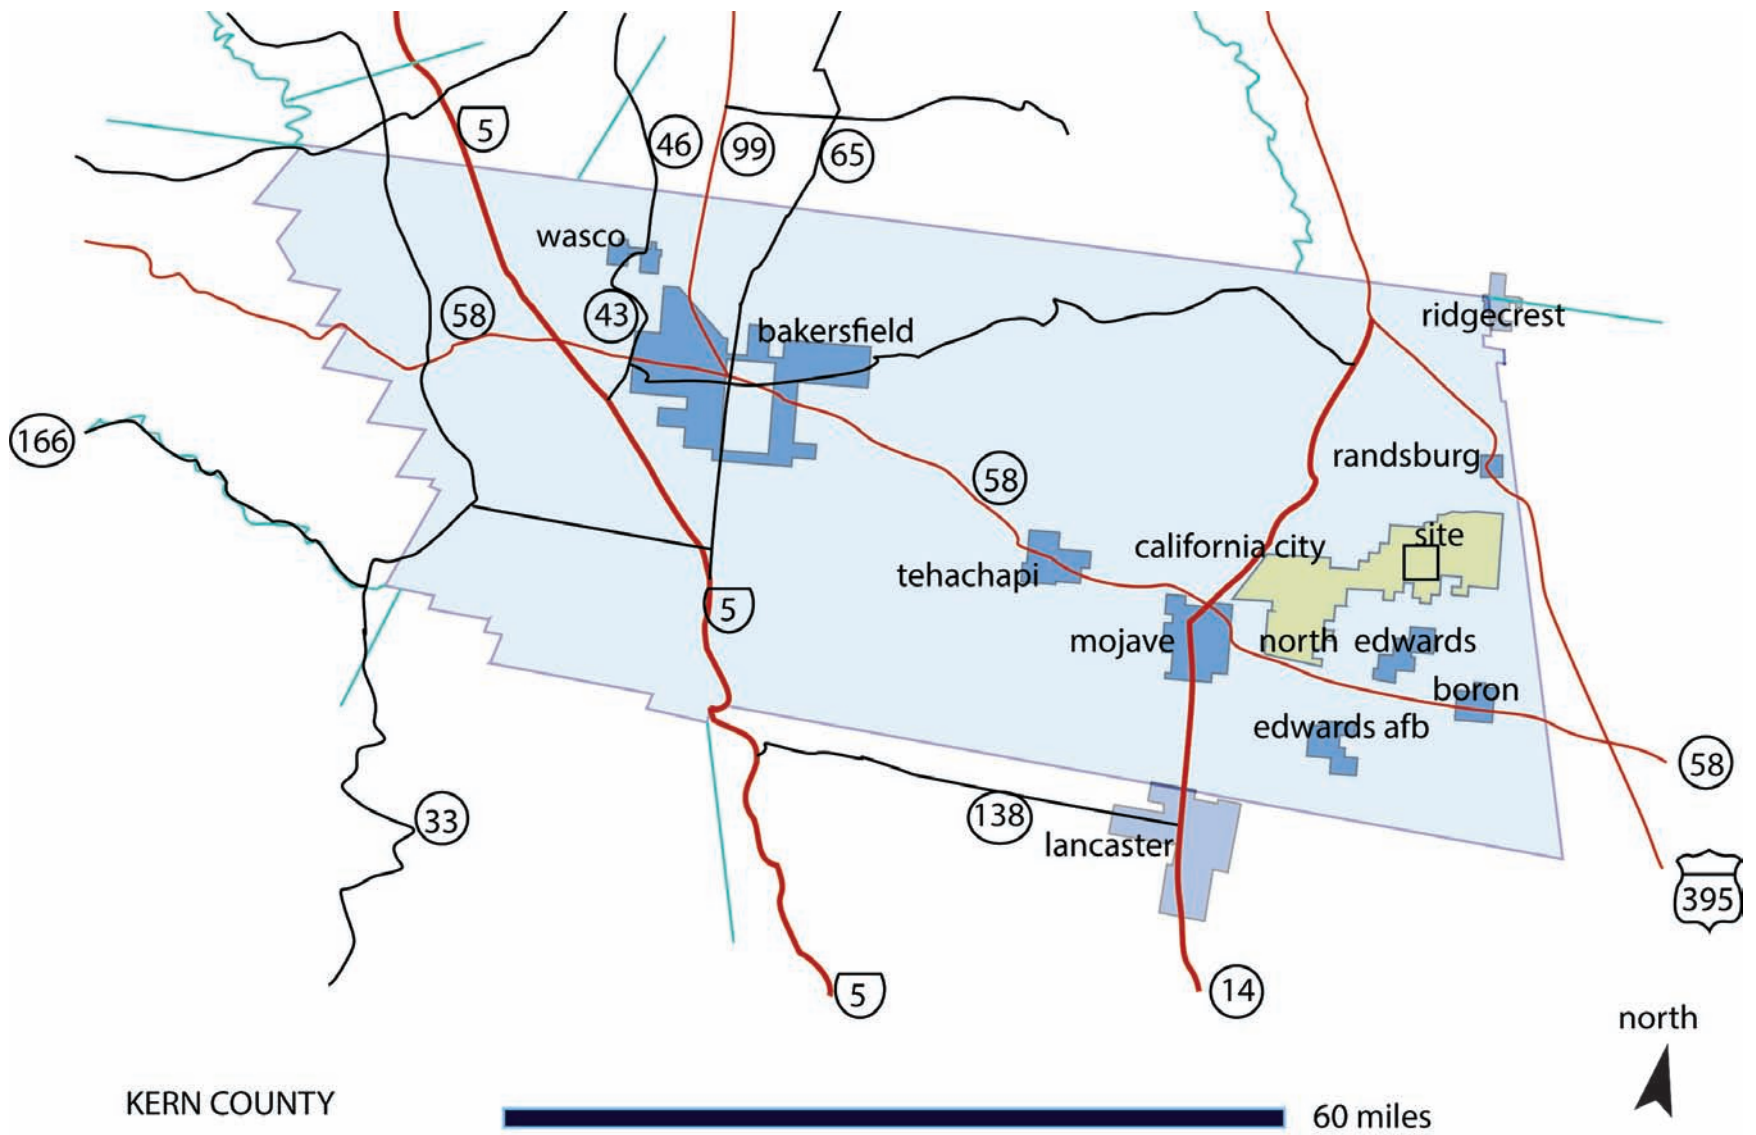 5
46
99
65
wasco
58
43
bakersfield
ridgecrest
166
randsburg
58
site
california city
tehachapi
5
mojave
north edwards
boron
edwards afb
58
33
138
lancaster
395
5
14
north
KERN COUNTY
60 miles